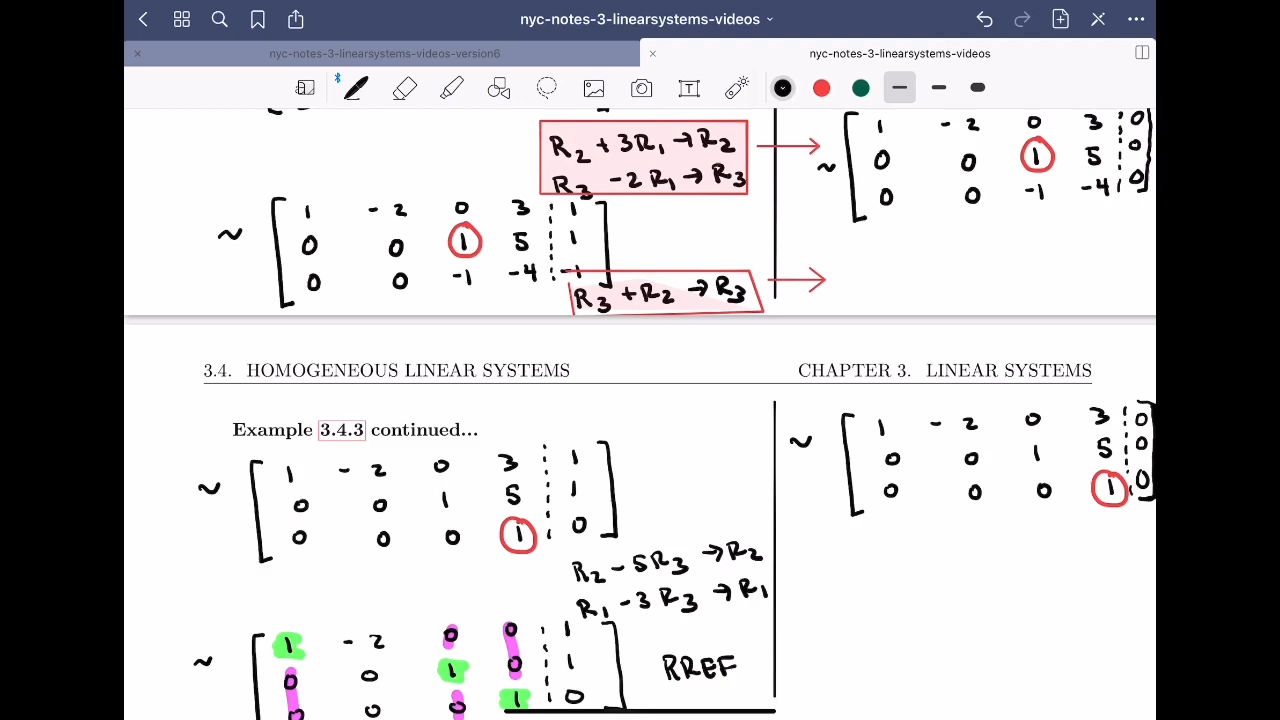 nyc-notes-3-linearsystems-videos
nyc-notes-3-linearsystems-videos-version6
nyc-notes-3-linearsystems-videos
R2 + 3R1 → R2
R3 - 2R1 → R3
~ 1 -2 0 3 1
0 0 1 5 1
0 0 -1 -4 -1
R3 + R2 → R3
~ 1 -2 0 3 0
0 0 1 5 0
0 0 -1 -4 0
3.4. HOMOGENEOUS LINEAR SYSTEMS
CHAPTER 3. LINEAR SYSTEMS
Example 3.4.3 continued...
~ 1 -2 0 3 1
0 0 1 5 1
0 0 0 1 0
R2 - 5R3 → R2
R1 - 3R3 → R1
~ 1 -2 0 0 1
0 0 1 0 1
0 0 0 1 0
RREF
~ 1 -2 0 3 0
0 0 1 5 0
0 0 0 1 0